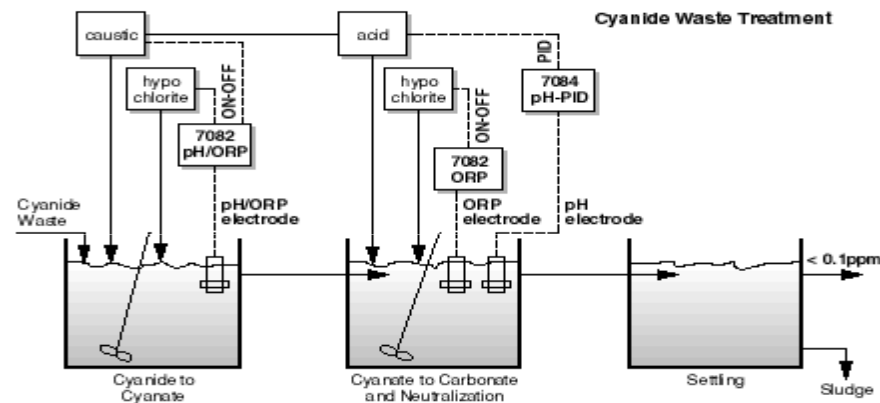 Cyanide Waste Treatment
caustic
acid
hypo
chlorite
ON-OFF
7082
pH/ORP
hypo
chlorite
ON-OFF
7082
ORP
PID
7084
pH-PID
Cyanide
Waste
pH/ORP
electrode
ORP
electrode
pH
electrode
< 0.1ppm
Cyanide to
Cyanate
Cyanate to Carbonate
and Neutralization
Settling
Sludge